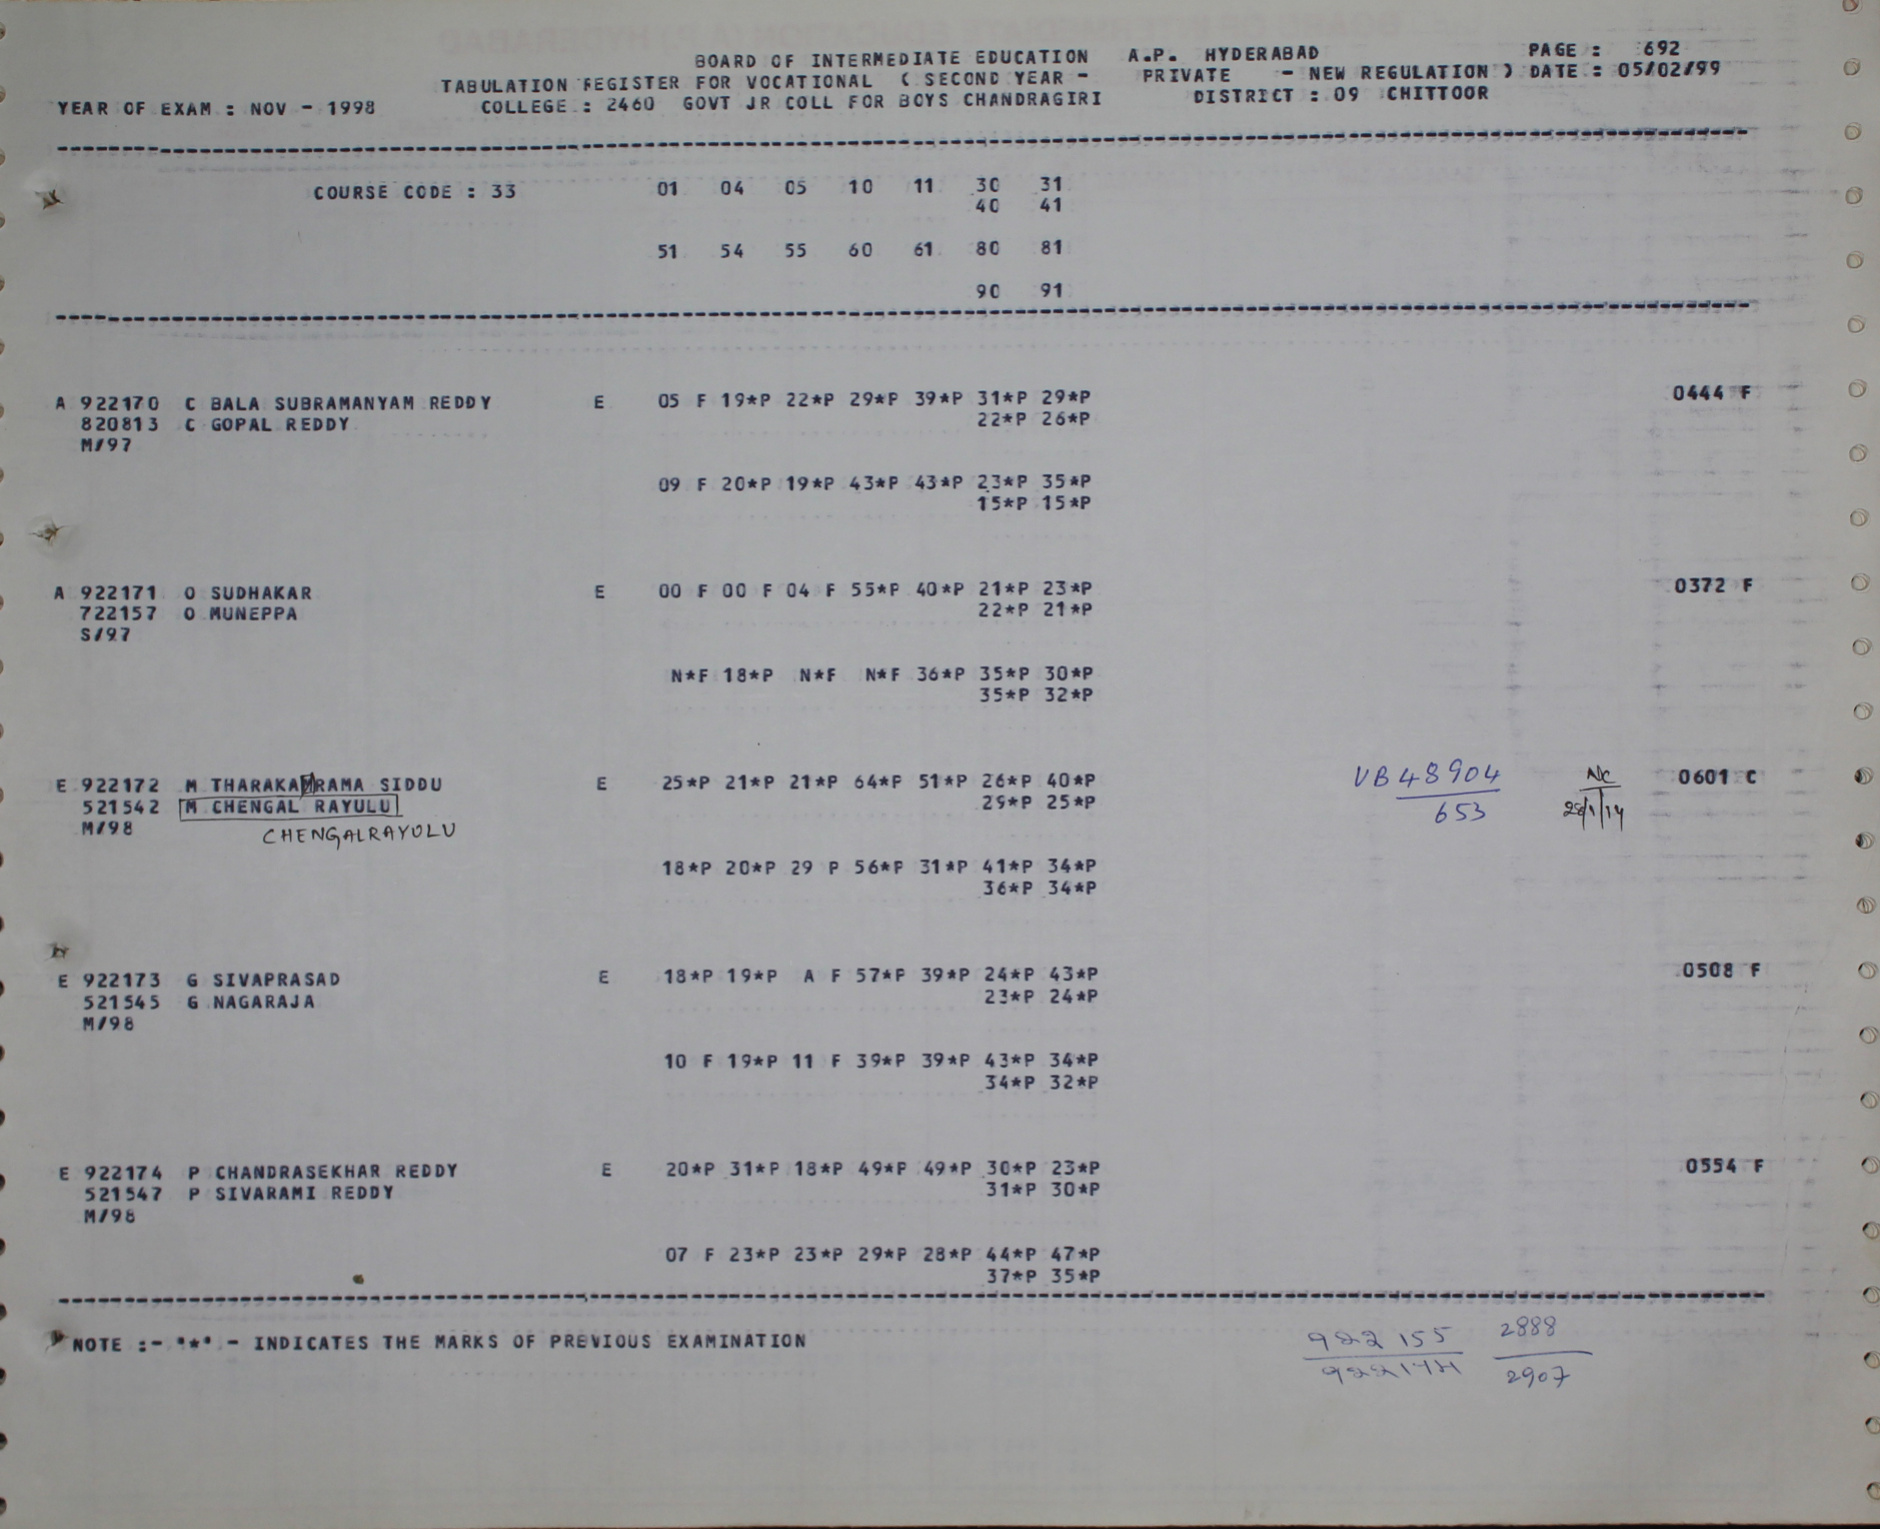 BOARD OF INTERMEDIATE EDUCATION A.P. HYDERABAD PAGE : 692
TABULATION REGISTER FOR VOCATIONAL ( SECOND YEAR - PRIVATE - NEW REGULATION ) DATE : 05/02/99
YEAR OF EXAM : NOV - 1998 COLLEGE : 2460 GOVT JR COLL FOR BOYS CHANDRAGIRI DISTRICT : 09 CHITTOOR
COURSE CODE : 33 01 04 05 10 11 30 31
40 41
51 54 55 60 61 80 81
90 91
A 922170 C BALA SUBRAMANYAM REDDY E 05 F 19*P 22*P 29*P 39*P 31*P 29*P 0444 F
820813 C GOPAL REDDY 22*P 26*P
M/97
09 F 20*P 19*P 43*P 43*P 23*P 35*P
15*P 15*P
A 922171 O SUDHAKAR E 00 F 00 F 04 F 55*P 40*P 21*P 23*P 0372 F
722157 O MUNEPPA 22*P 21*P
S/97
N*F 18*P N*F N*F 36*P 35*P 30*P
35*P 32*P
E 922172 M THARAKA RAMA SIDDU E 25*P 21*P 21*P 64*P 51*P 26*P 40*P VB 48904 NC 0601 C
521542 M CHENGAL RAYULU 29*P 25*P 653 28/1/14
M/98 CHENGALRAYULU
18*P 20*P 29 P 56*P 31*P 41*P 34*P
36*P 34*P
E 922173 G SIVAPRASAD E 18*P 19*P A F 57*P 39*P 24*P 43*P 0508 F
521545 G NAGARAJA 23*P 24*P
M/98
10 F 19*P 11 F 39*P 39*P 43*P 34*P
34*P 32*P
E 922174 P CHANDRASEKHAR REDDY E 20*P 31*P 18*P 49*P 49*P 30*P 23*P 0554 F
521547 P SIVARAMI REDDY 31*P 30*P
M/98
07 F 23*P 23*P 29*P 28*P 44*P 47*P
37*P 35*P
NOTE :- '*' - INDICATES THE MARKS OF PREVIOUS EXAMINATION 922155 2888
922174 2907